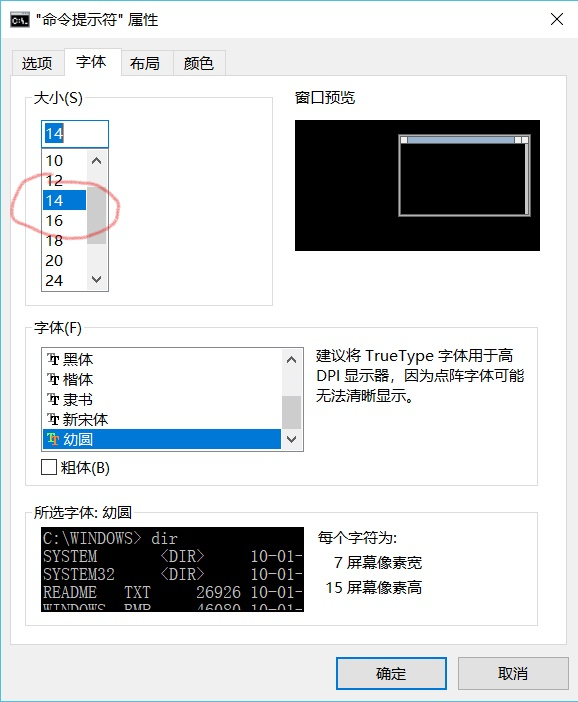 "命令提示符" 属性
选项 字体 布局 颜色
大小(S)
14
10
12
14
16
18
20
24
窗口预览
字体(F)
黑体
楷体
隶书
新宋体
幼圆
粗体(B)
建议将 TrueType 字体用于高
DPI 显示器，因为点阵字体可能
无法清晰显示。
所选字体: 幼圆
C:\WINDOWS> dir
SYSTEM <DIR> 10-01-
SYSTEM32 <DIR> 10-01-
README TXT 26926 10-01-
WINDOWS BMP 46080 10-01-
每个字符为:
7 屏幕像素宽
15 屏幕像素高
确定 取消